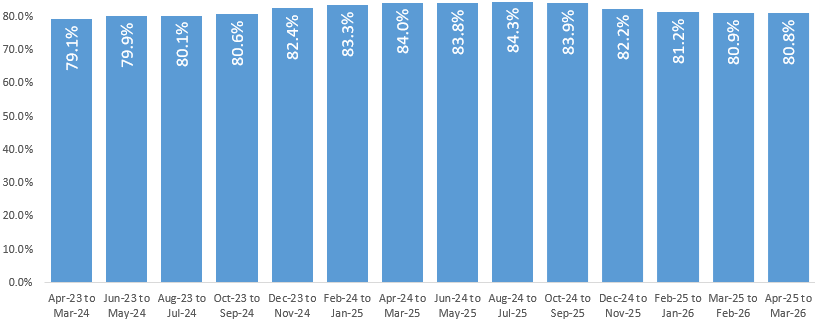 80.0%
70.0%
60.0%
50.0%
40.0%
30.0%
20.0%
10.0%
0.0%
79.1%
79.9%
80.1%
80.6%
82.4%
83.3%
84.0%
83.8%
84.3%
83.9%
82.2%
81.2%
80.9%
80.8%
Apr-23 to
Mar-24
Jun-23 to
May-24
Aug-23 to
Jul-24
Oct-23 to
Sep-24
Dec-23 to
Nov-24
Feb-24 to
Jan-25
Apr-24 to
Mar-25
Jun-24 to
May-25
Aug-24 to
Jul-25
Oct-24 to
Sep-25
Dec-24 to
Nov-25
Feb-25 to
Jan-26
Mar-25 to
Feb-26
Apr-25 to
Mar-26